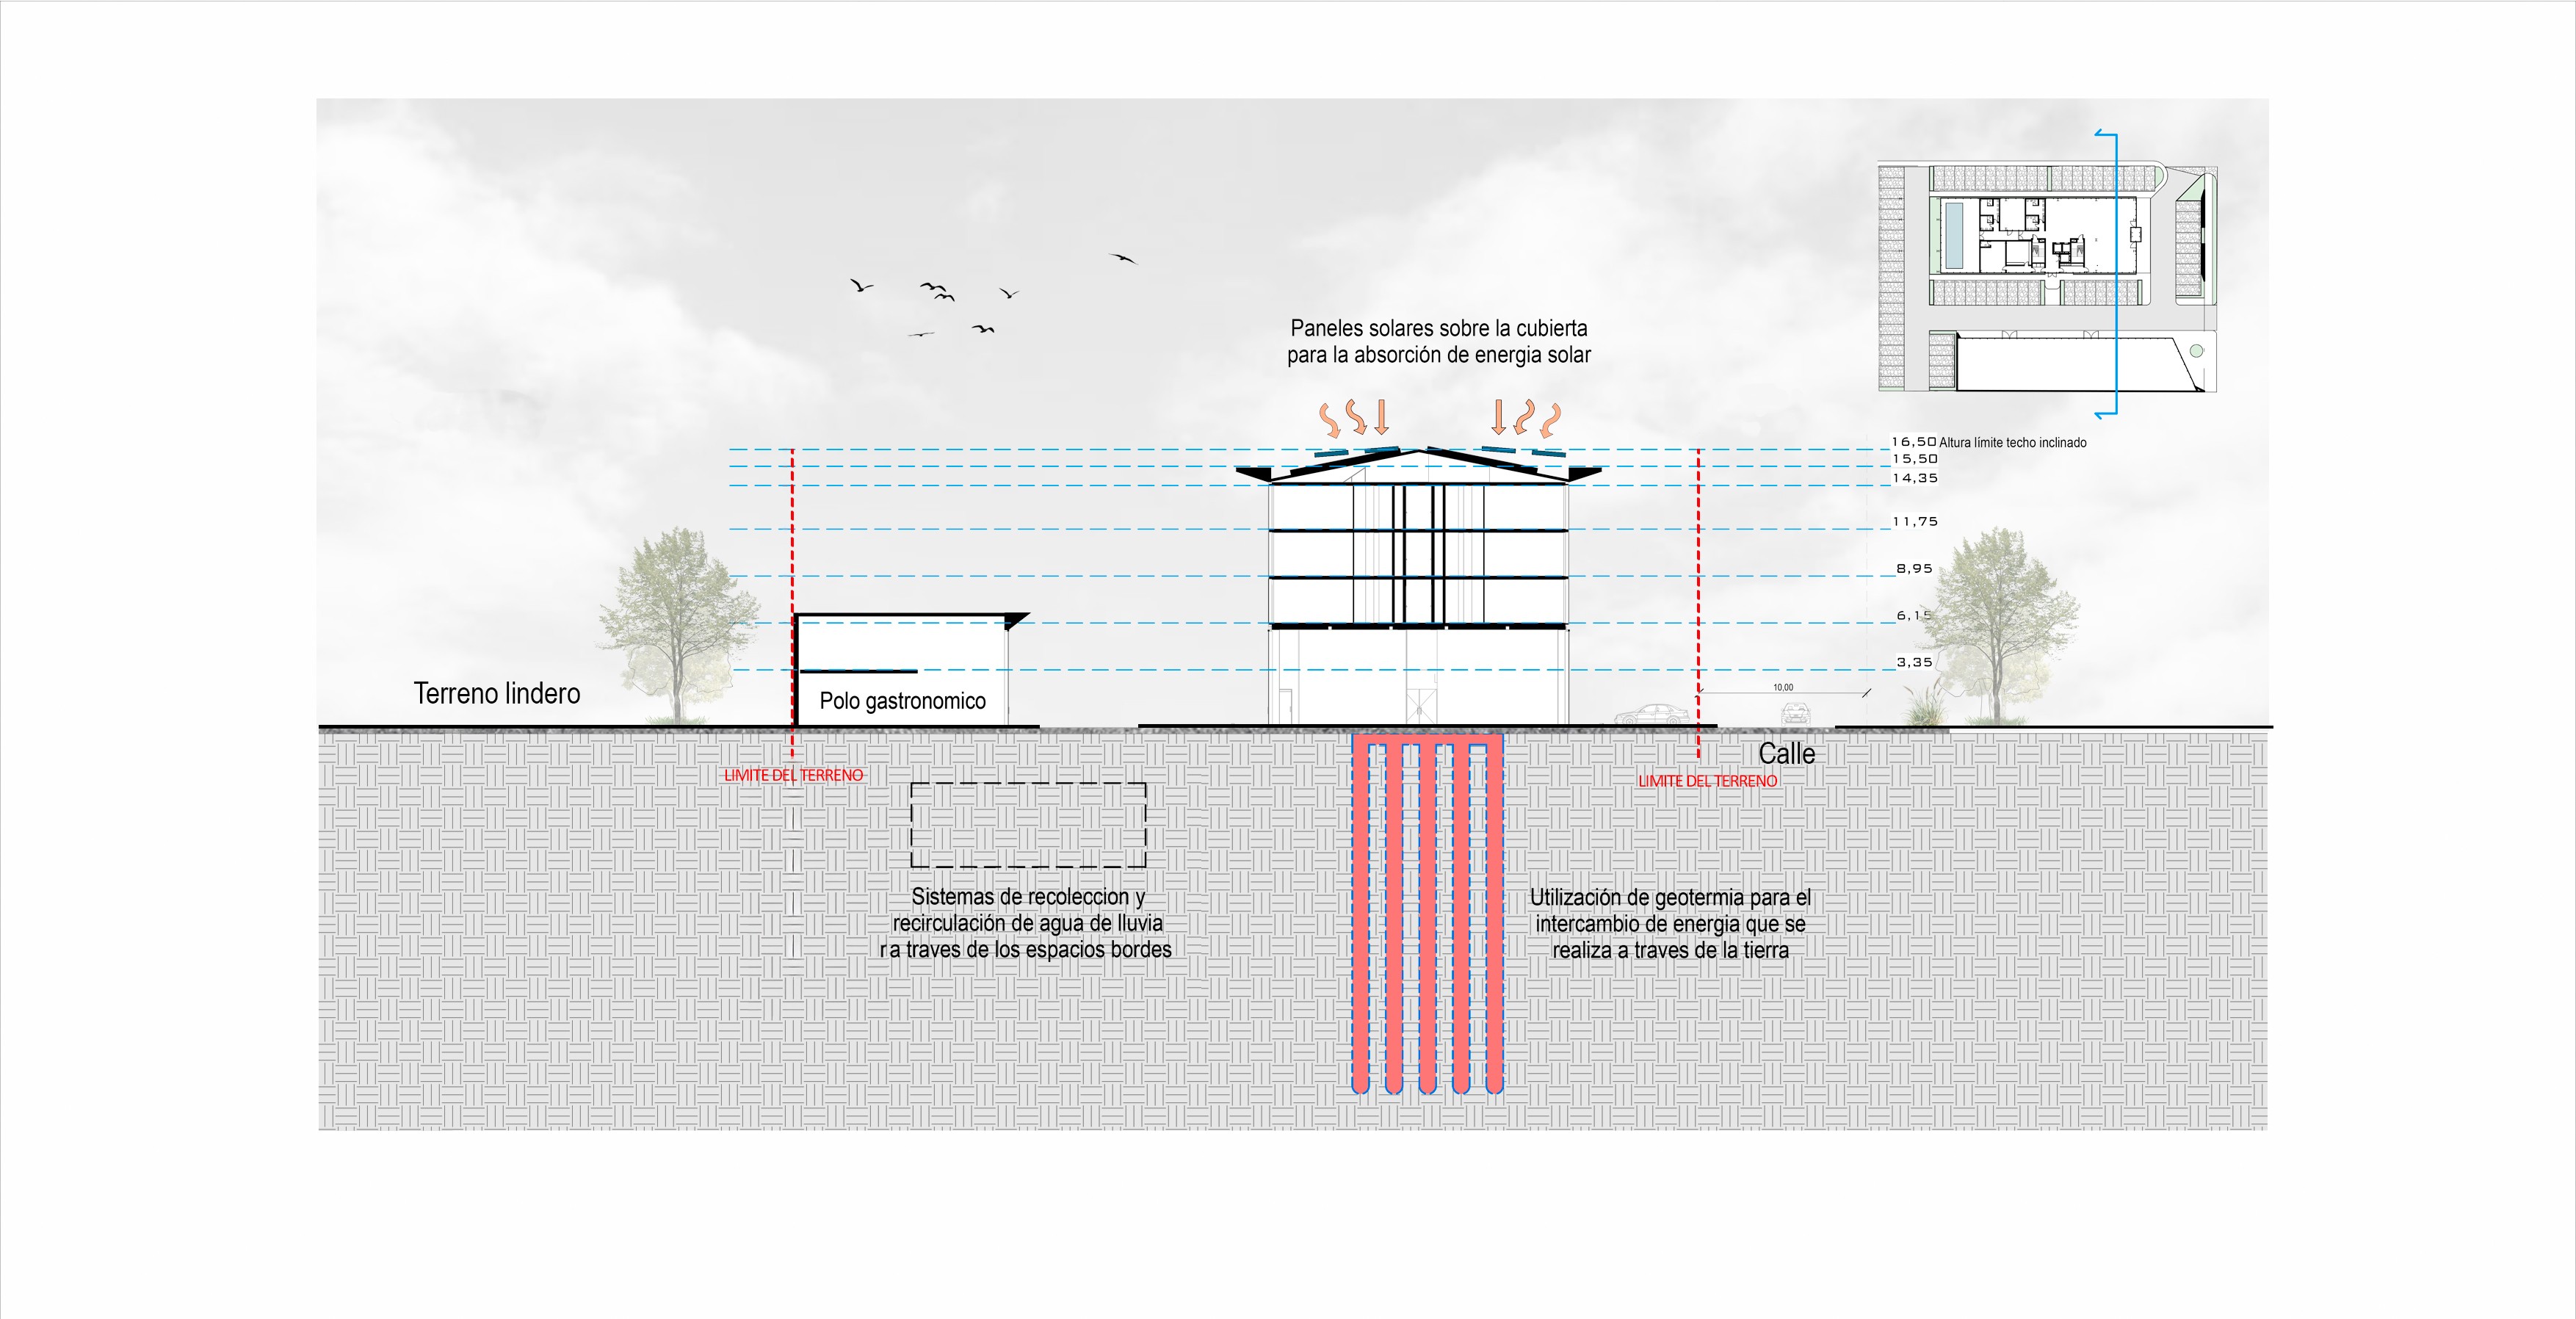 Paneles solares sobre la cubierta
para la absorción de energia solar
16,50 Altura límite techo inclinado
15,50
14,35
11,75
8,95
6,15
3,35
10,00
Terreno lindero
Polo gastronomico
Calle
LIMITE DEL TERRENO
LIMITE DEL TERRENO
Sistemas de recoleccion y
recirculación de agua de lluvia
r a traves de los espacios bordes
Utilización de geotermia para el
intercambio de energia que se
realiza a traves de la tierra